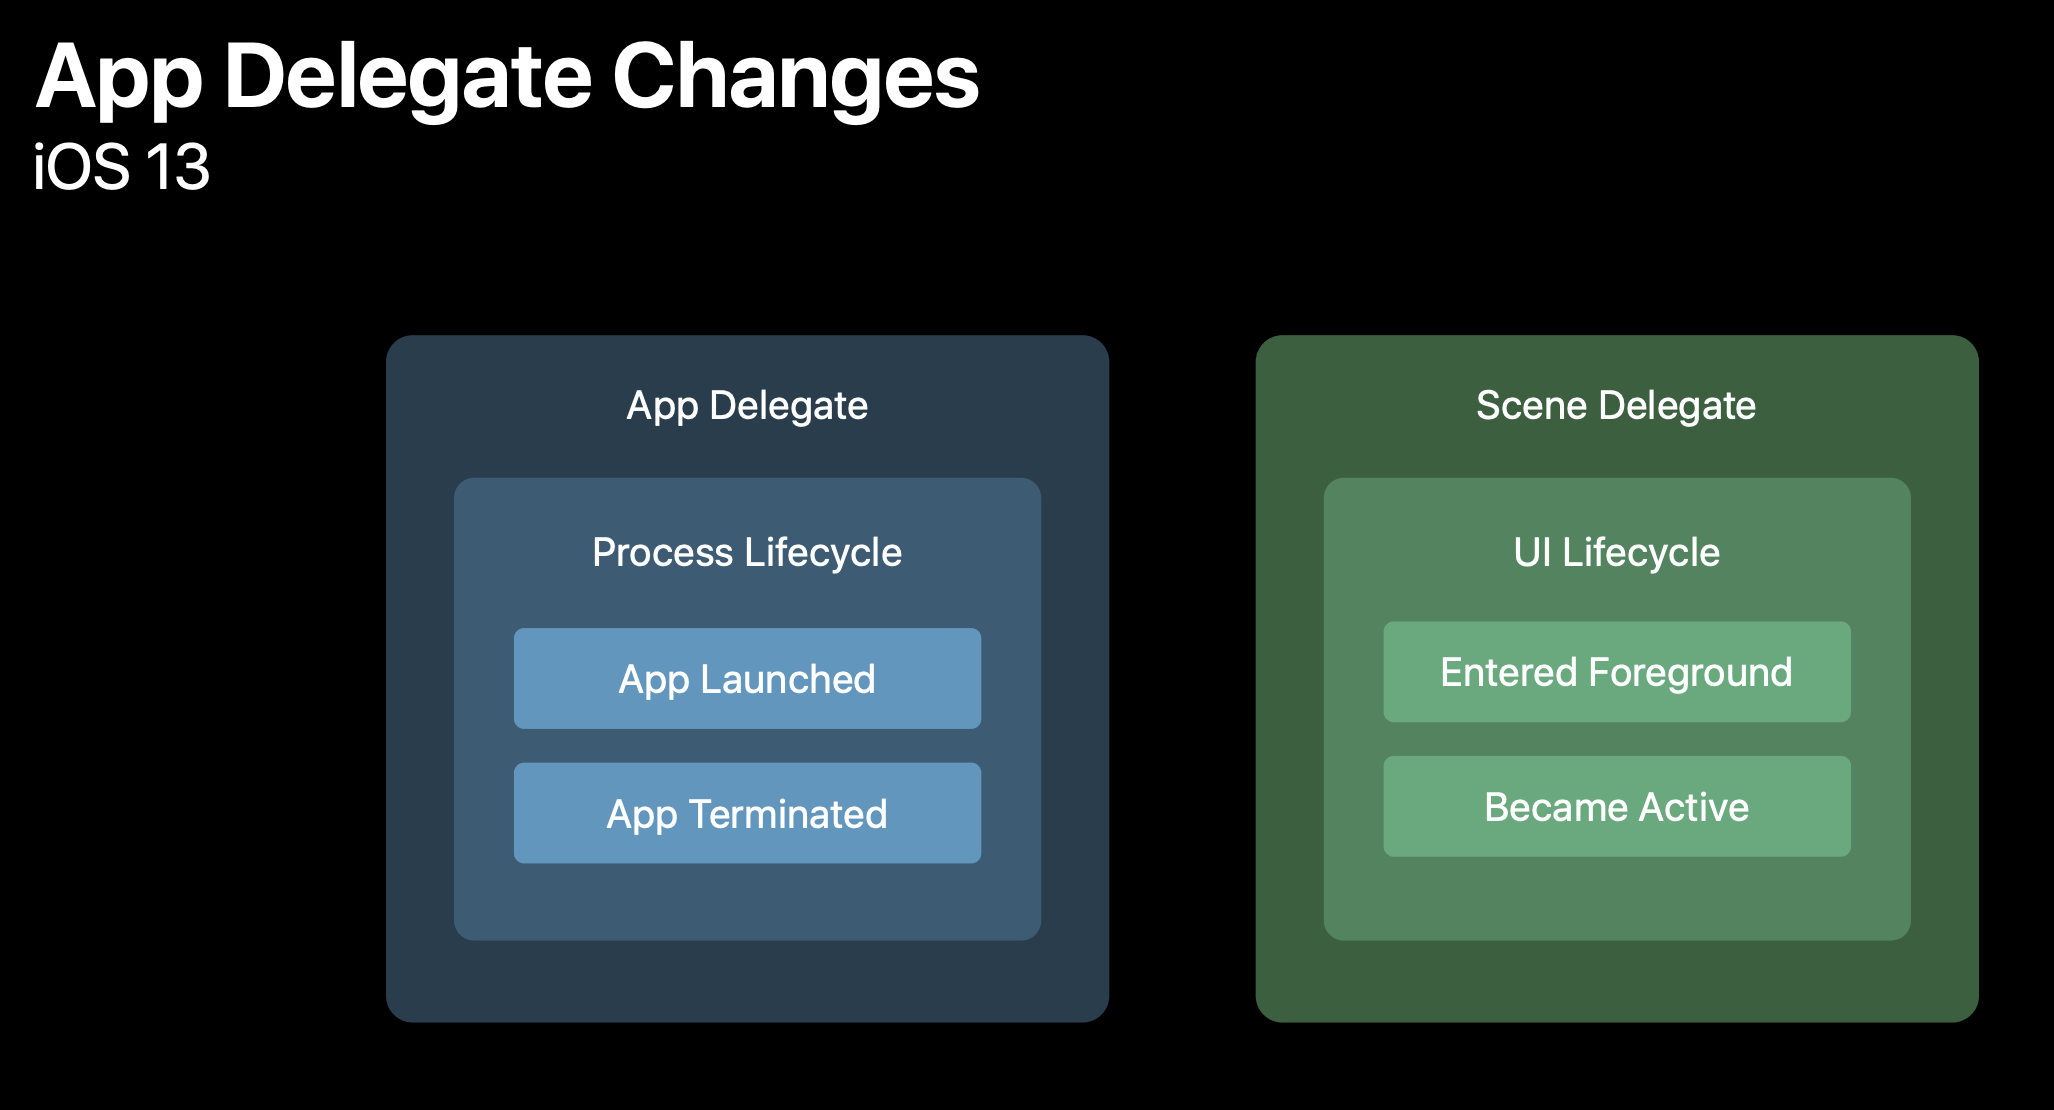 App Delegate Changes
iOS 13
App Delegate
Process Lifecycle
App Launched
App Terminated
Scene Delegate
UI Lifecycle
Entered Foreground
Became Active